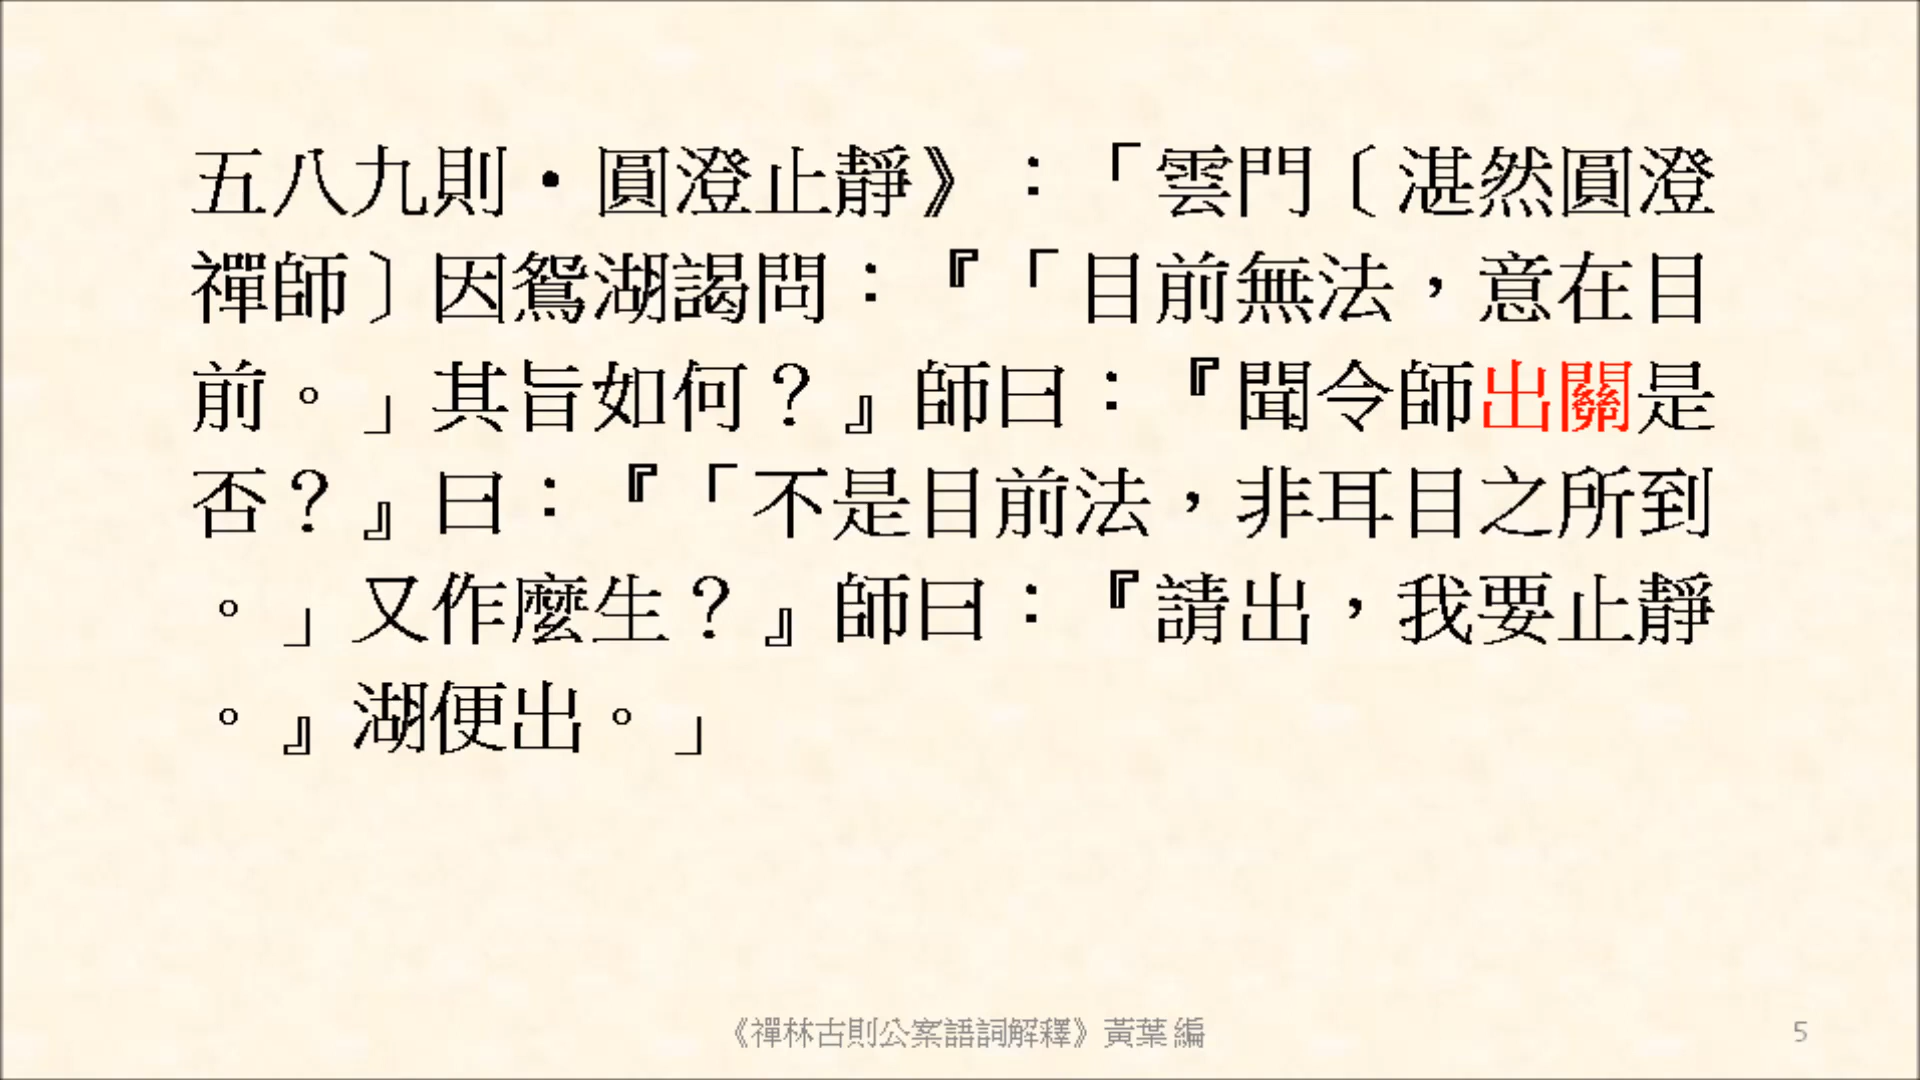 五八九則・圓澄止靜》：「雲門〔湛然圓澄
禪師〕因鴛湖謁問：『「目前無法，意在目
前。」其旨如何？』師曰：『聞令師出關是
否？』曰：『「不是目前法，非耳目之所到
。」又作麼生？』師曰：『請出，我要止靜
。』湖便出。」
《禪林古則公案語詞解釋》黃葉 編
5